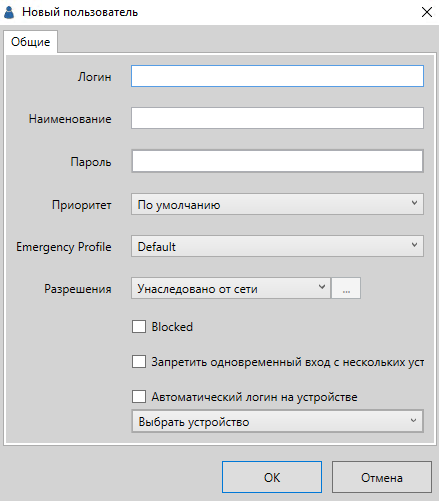 Новый пользователь
Общие
Логин
Наименование
Пароль
Приоритет По умолчанию
Emergency Profile Default
Разрешения Унаследовано от сети ...
Blocked
Запретить одновременный вход с нескольких уст
Автоматический логин на устройстве
Выбрать устройство
ОК Отмена